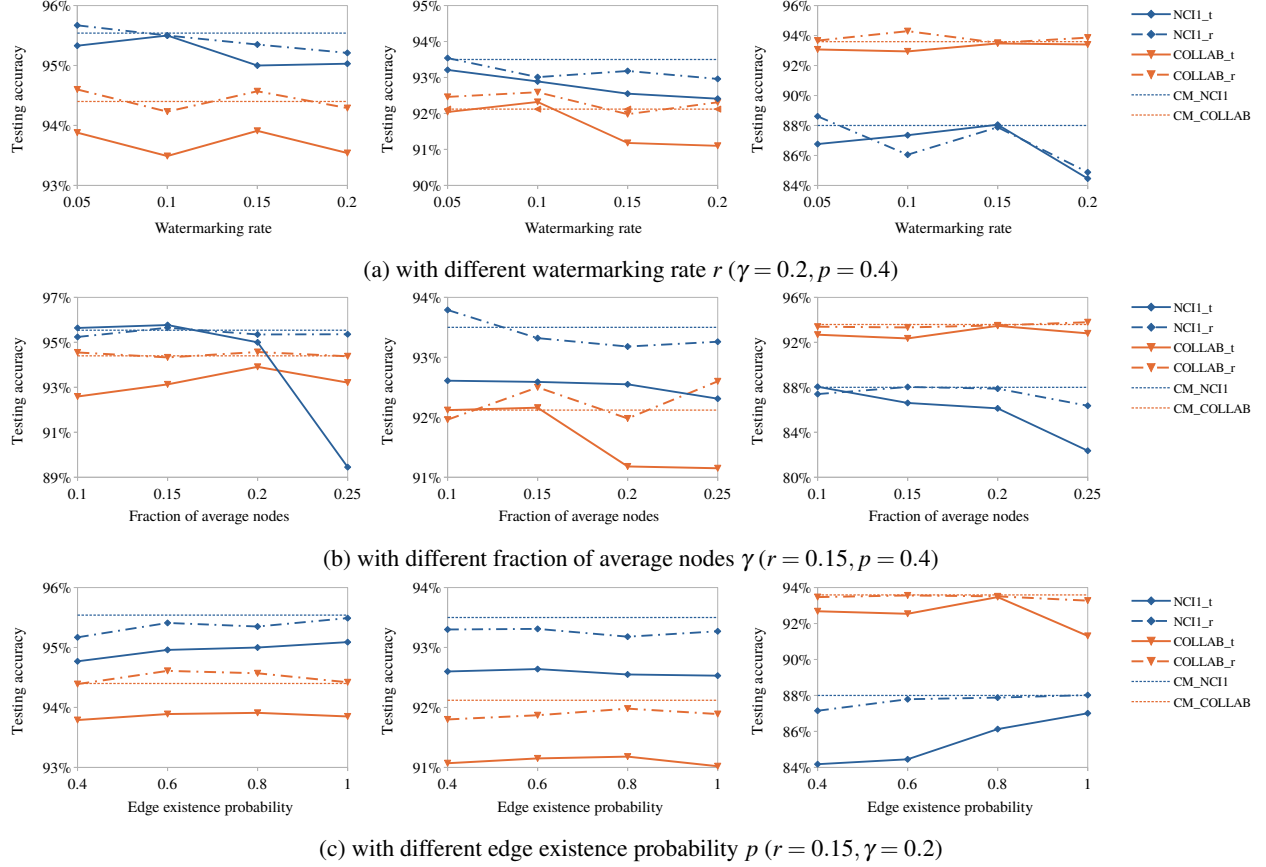 96%
95%
94%
93%
0.05 0.1 0.15 0.2
Testing accuracy
Watermarking rate
95%
94%
93%
92%
91%
90%
0.05 0.1 0.15 0.2
Testing accuracy
Watermarking rate
96%
94%
92%
90%
88%
86%
84%
0.05 0.1 0.15 0.2
Testing accuracy
Watermarking rate
NCI1_t
NCI1_r
COLLAB_t
COLLAB_r
CM_NCI1
CM_COLLAB
(a) with different watermarking rate r (γ = 0.2, p = 0.4)
97%
95%
93%
91%
89%
0.1 0.15 0.2 0.25
Testing accuracy
Fraction of average nodes
94%
93%
92%
91%
0.1 0.15 0.2 0.25
Testing accuracy
Fraction of average nodes
96%
92%
88%
84%
80%
0.1 0.15 0.2 0.25
Testing accuracy
Fraction of average nodes
NCI1_t
NCI1_r
COLLAB_t
COLLAB_r
CM_NCI1
CM_COLLAB
(b) with different fraction of average nodes γ (r = 0.15, p = 0.4)
96%
95%
94%
93%
0.4 0.6 0.8 1
Testing accuracy
Edge existence probability
94%
93%
92%
91%
0.4 0.6 0.8 1
Testing accuracy
Edge existence probability
94%
92%
90%
88%
86%
84%
0.4 0.6 0.8 1
Testing accuracy
Edge existence probability
NCI1_t
NCI1_r
COLLAB_t
COLLAB_r
CM_NCI1
CM_COLLAB
(c) with different edge existence probability p (r = 0.15, γ = 0.2)